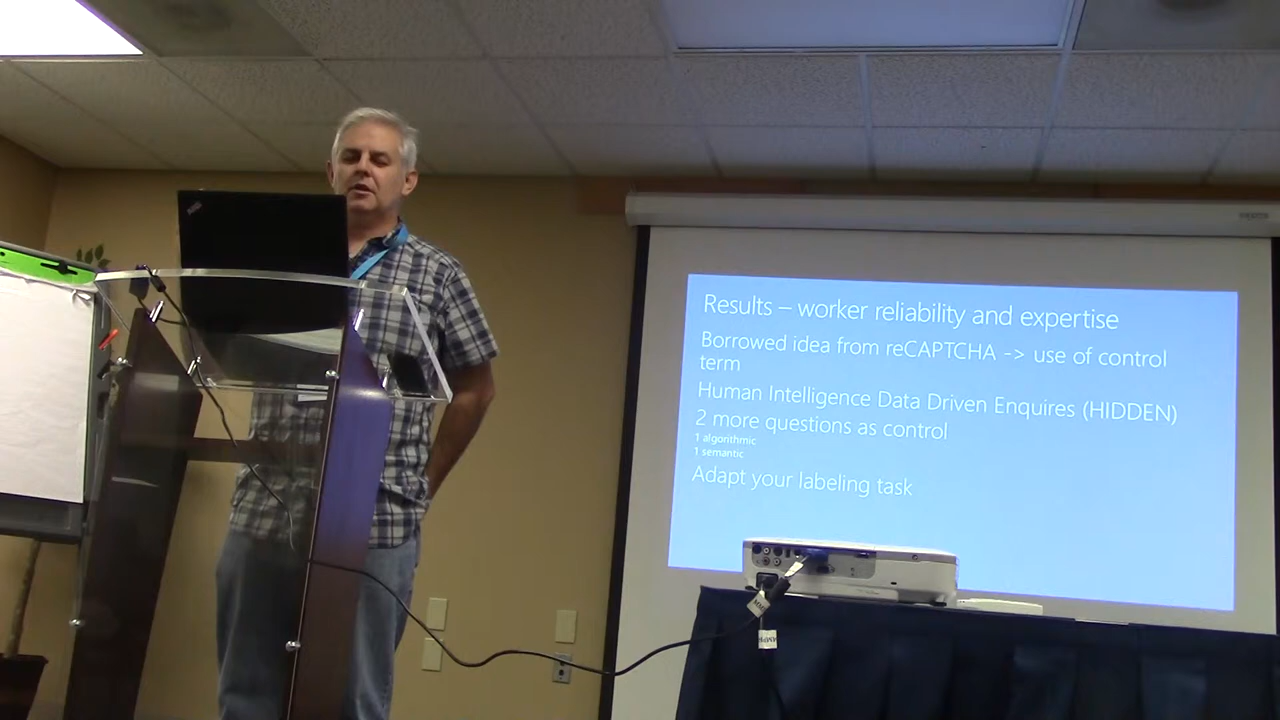 Results – worker reliability and expertise
Borrowed idea from reCAPTCHA -> use of control
term
Human Intelligence Data Driven Enquires (HIDDEN)
2 more questions as control
1 algorithmic
1 semantic
Adapt your labeling task